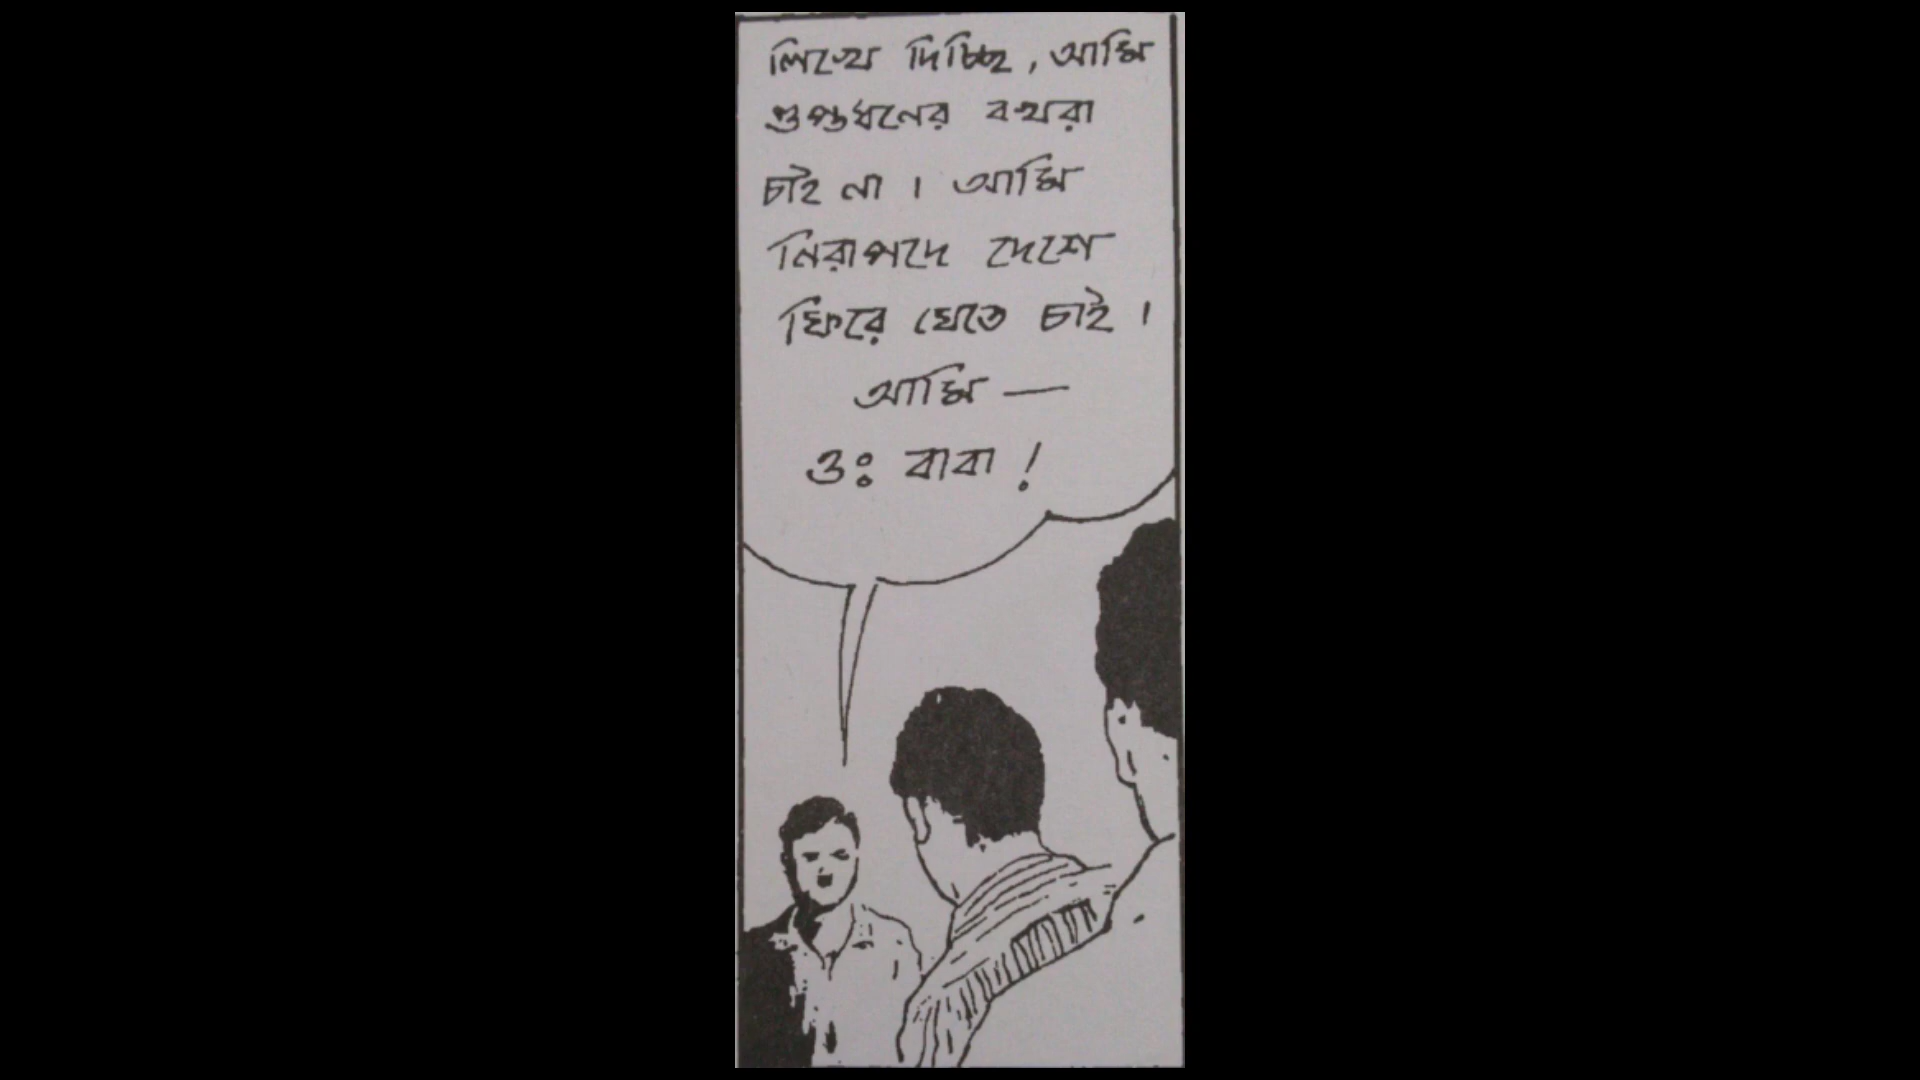 লিখে দিচ্ছি, আমি
গুপ্তধনের বখরা
চাই না । আমি
নিরাপদে দেশে
ফিরে যেতে চাই ।
আমি —
ওঃ বাবা !